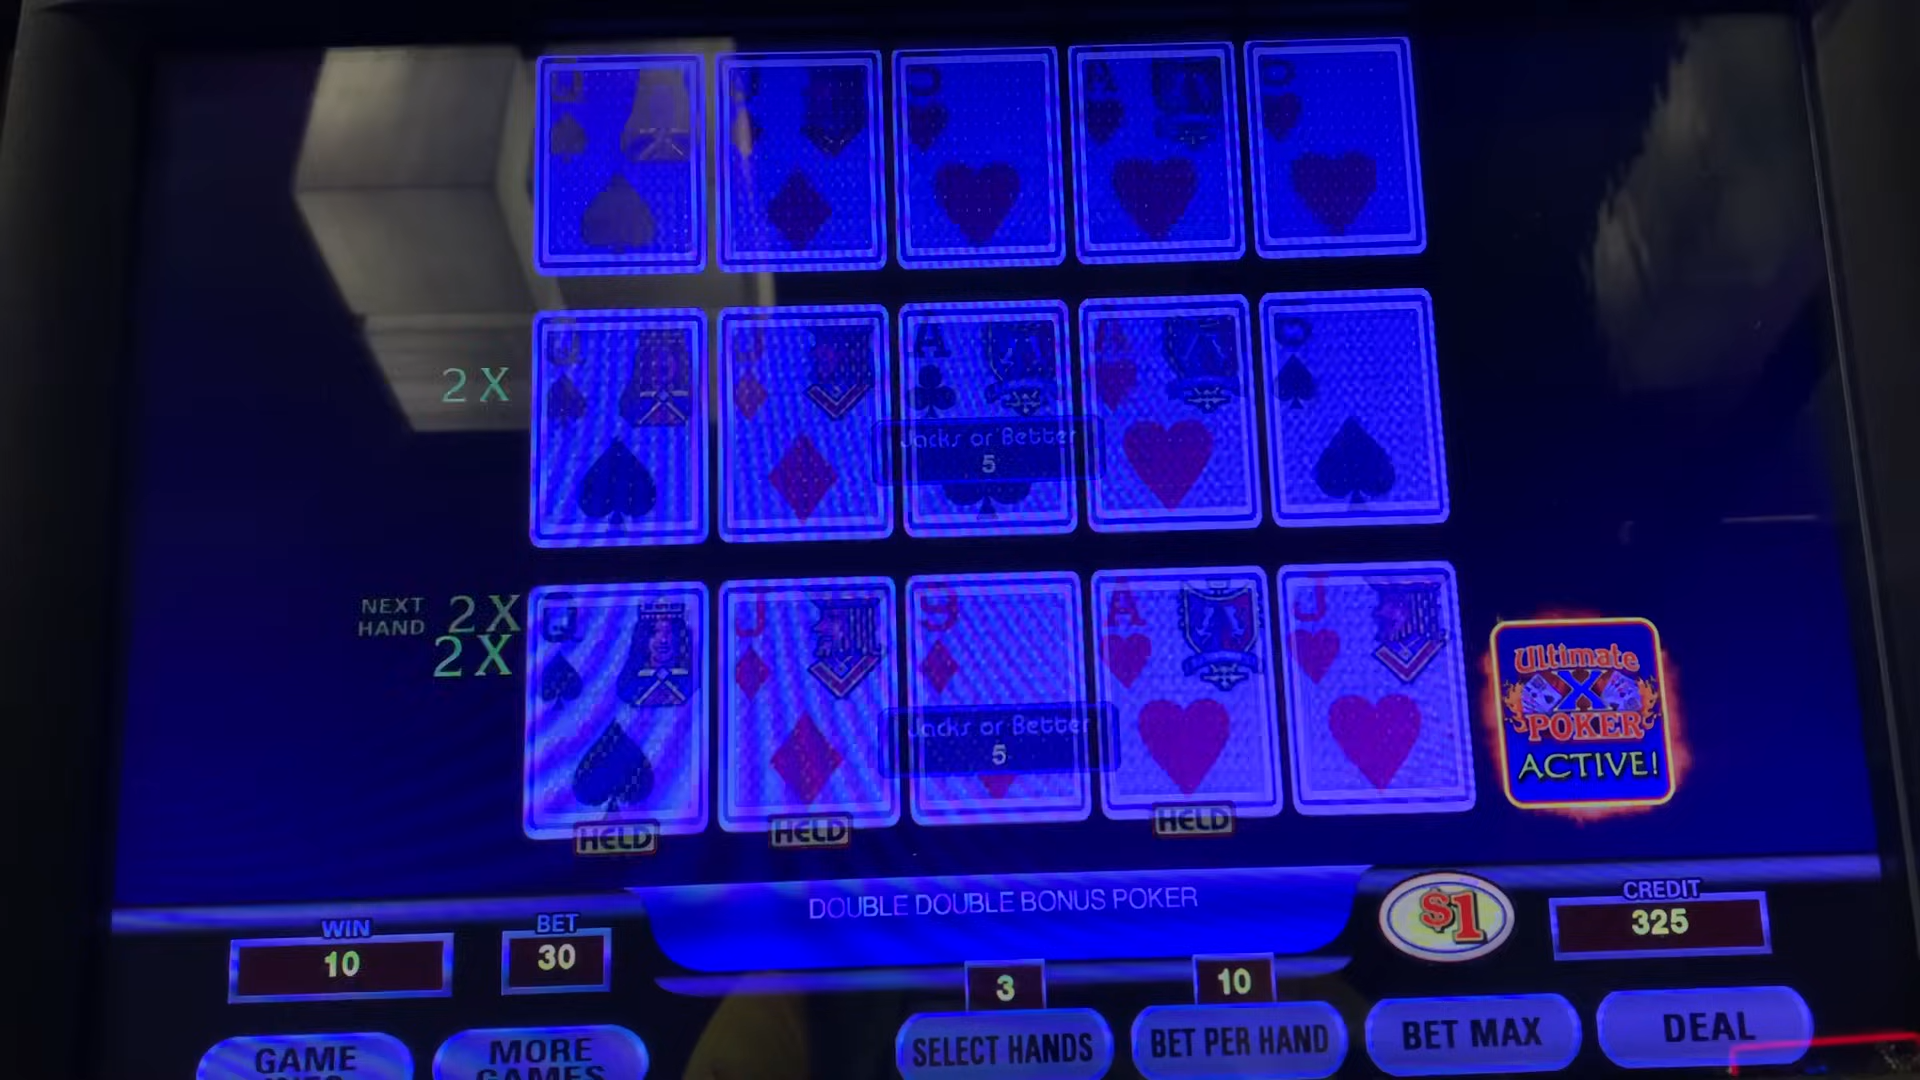 A
2X
Q
J
A
A
Jacks or Better
5
NEXT
HAND
2X
2X
Q
J
9
A
J
Jacks or Better
5
Ultimate
X
POKER
ACTIVE!
HELD
HELD
HELD
DOUBLE DOUBLE BONUS POKER
WIN
10
BET
30
$1
CREDIT
325
3
10
GAME
MORE
GAMES
SELECT HANDS
BET PER HAND
BET MAX
DEAL